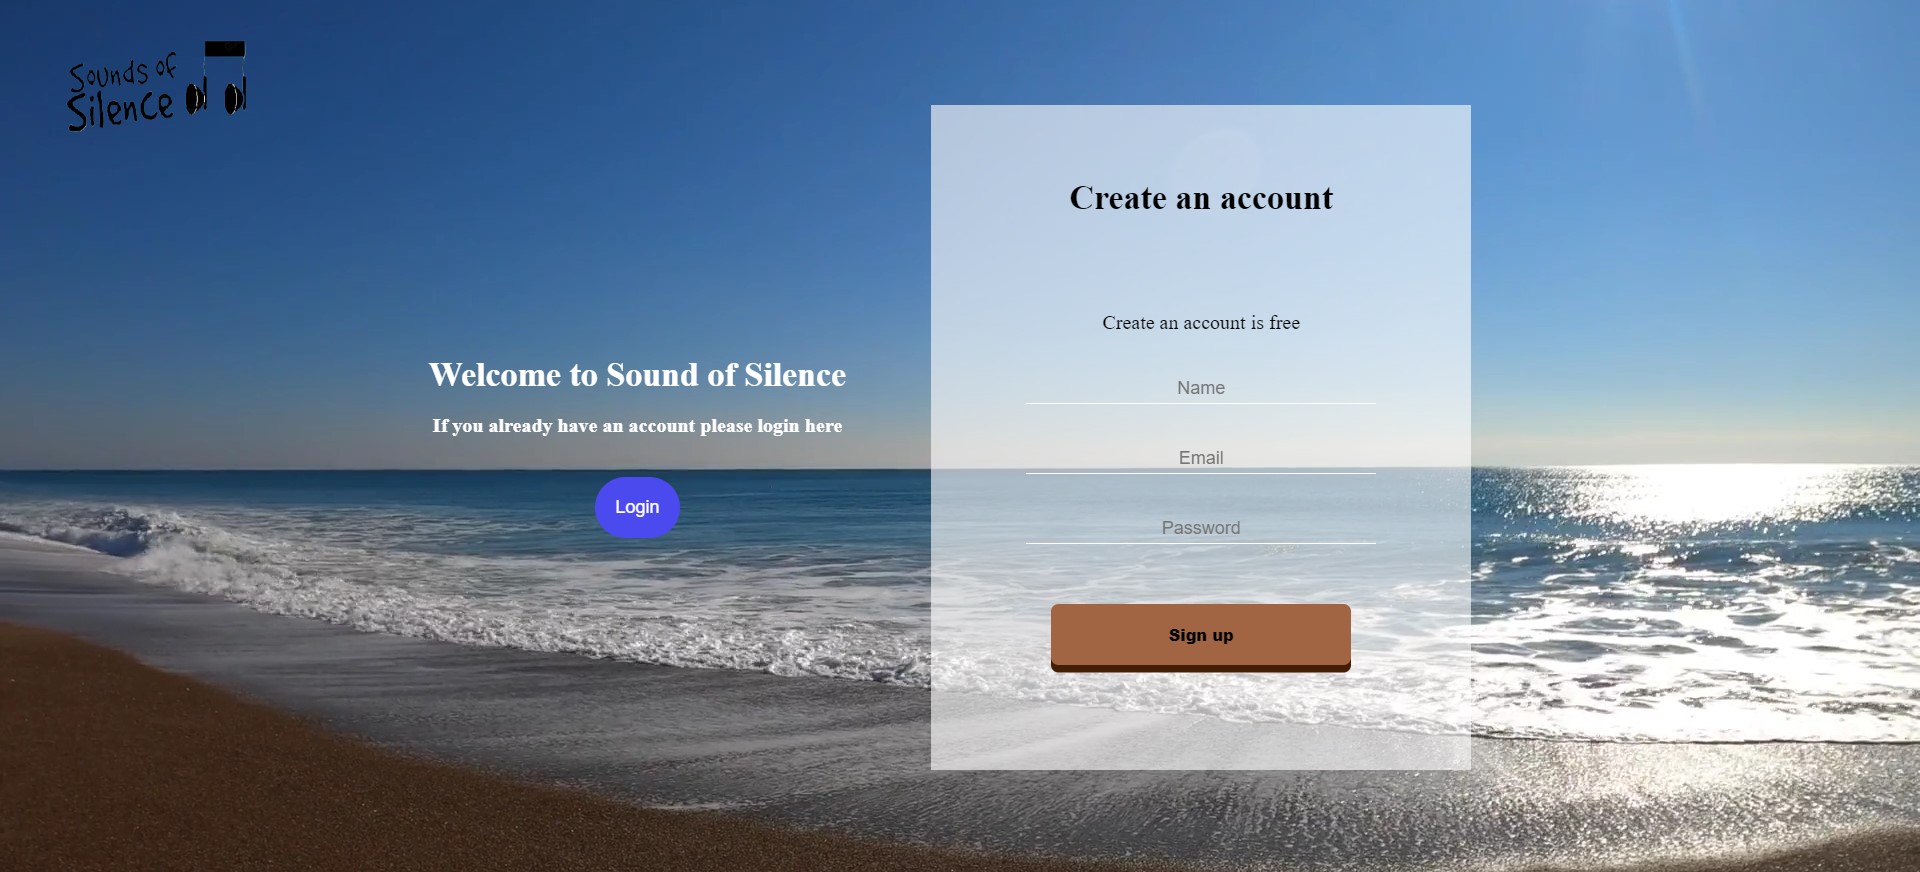 Sounds of
Silence
Welcome to Sound of Silence
If you already have an account please login here
Login
Create an account
Create an account is free
Name
Email
Password
Sign up